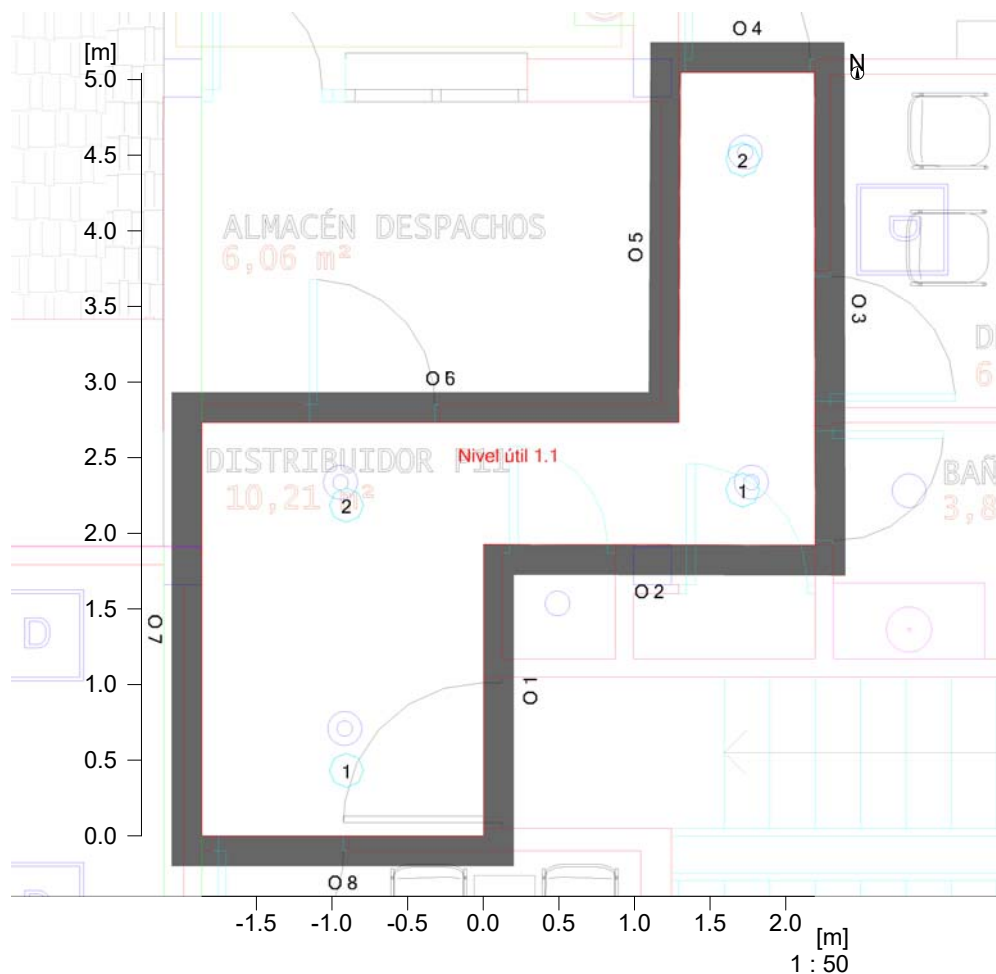 [m]
5.0
4.5
4.0
3.5
3.0
2.5
2.0
1.5
1.0
0.5
0.0
O 4
N
2
ALMACÉN DESPACHOS
6,06 m²
O 5
O 3
D
6
O 6
DISTRIBUIDOR P11
10,21 m²
Nivel útil 1.1
2
1
BAÑ
3,8
O 2
D
O 7
O 1
1
O 8
D
-1.5
-1.0
-0.5
0.0
0.5
1.0
1.5
2.0
[m]
1 : 50